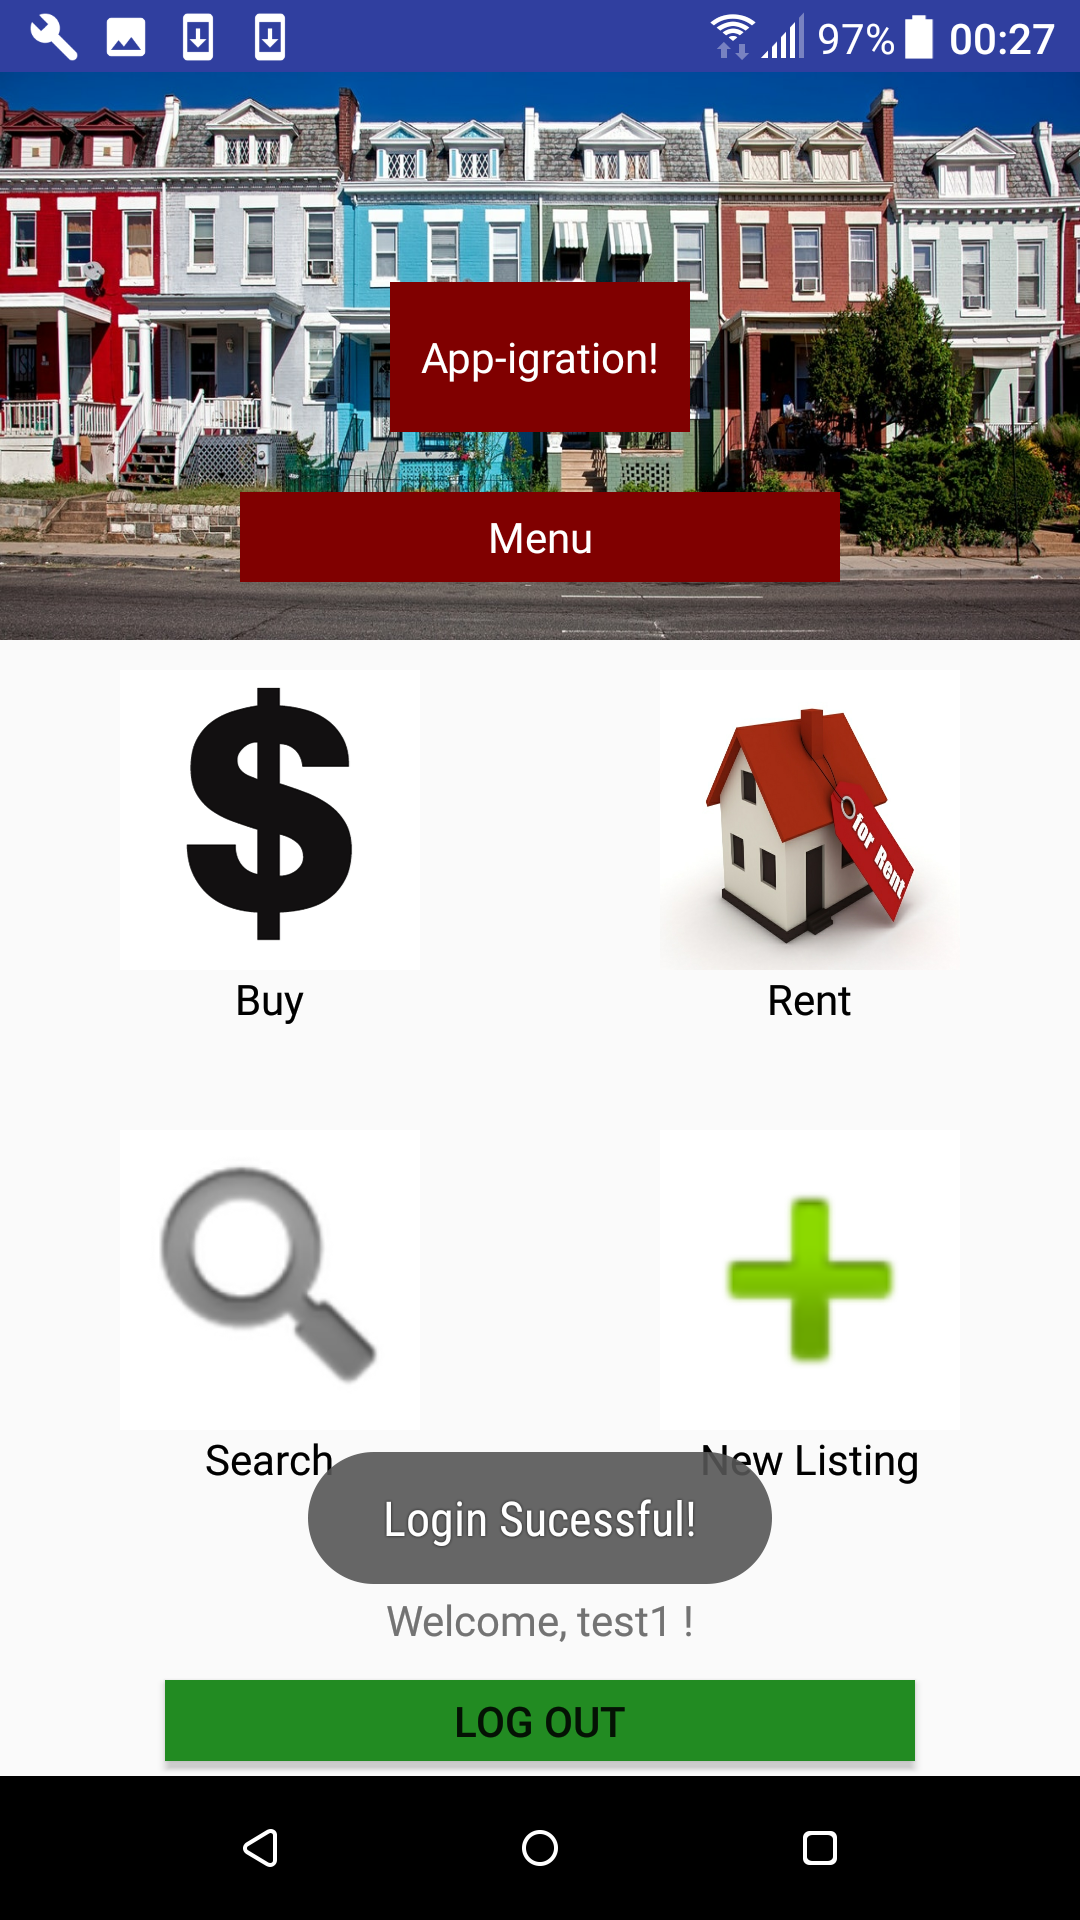 97% 00:27
App-igration!
Menu
for Rent
Buy
Rent
Search
New Listing
Login Sucessful!
Welcome, test1 !
LOG OUT